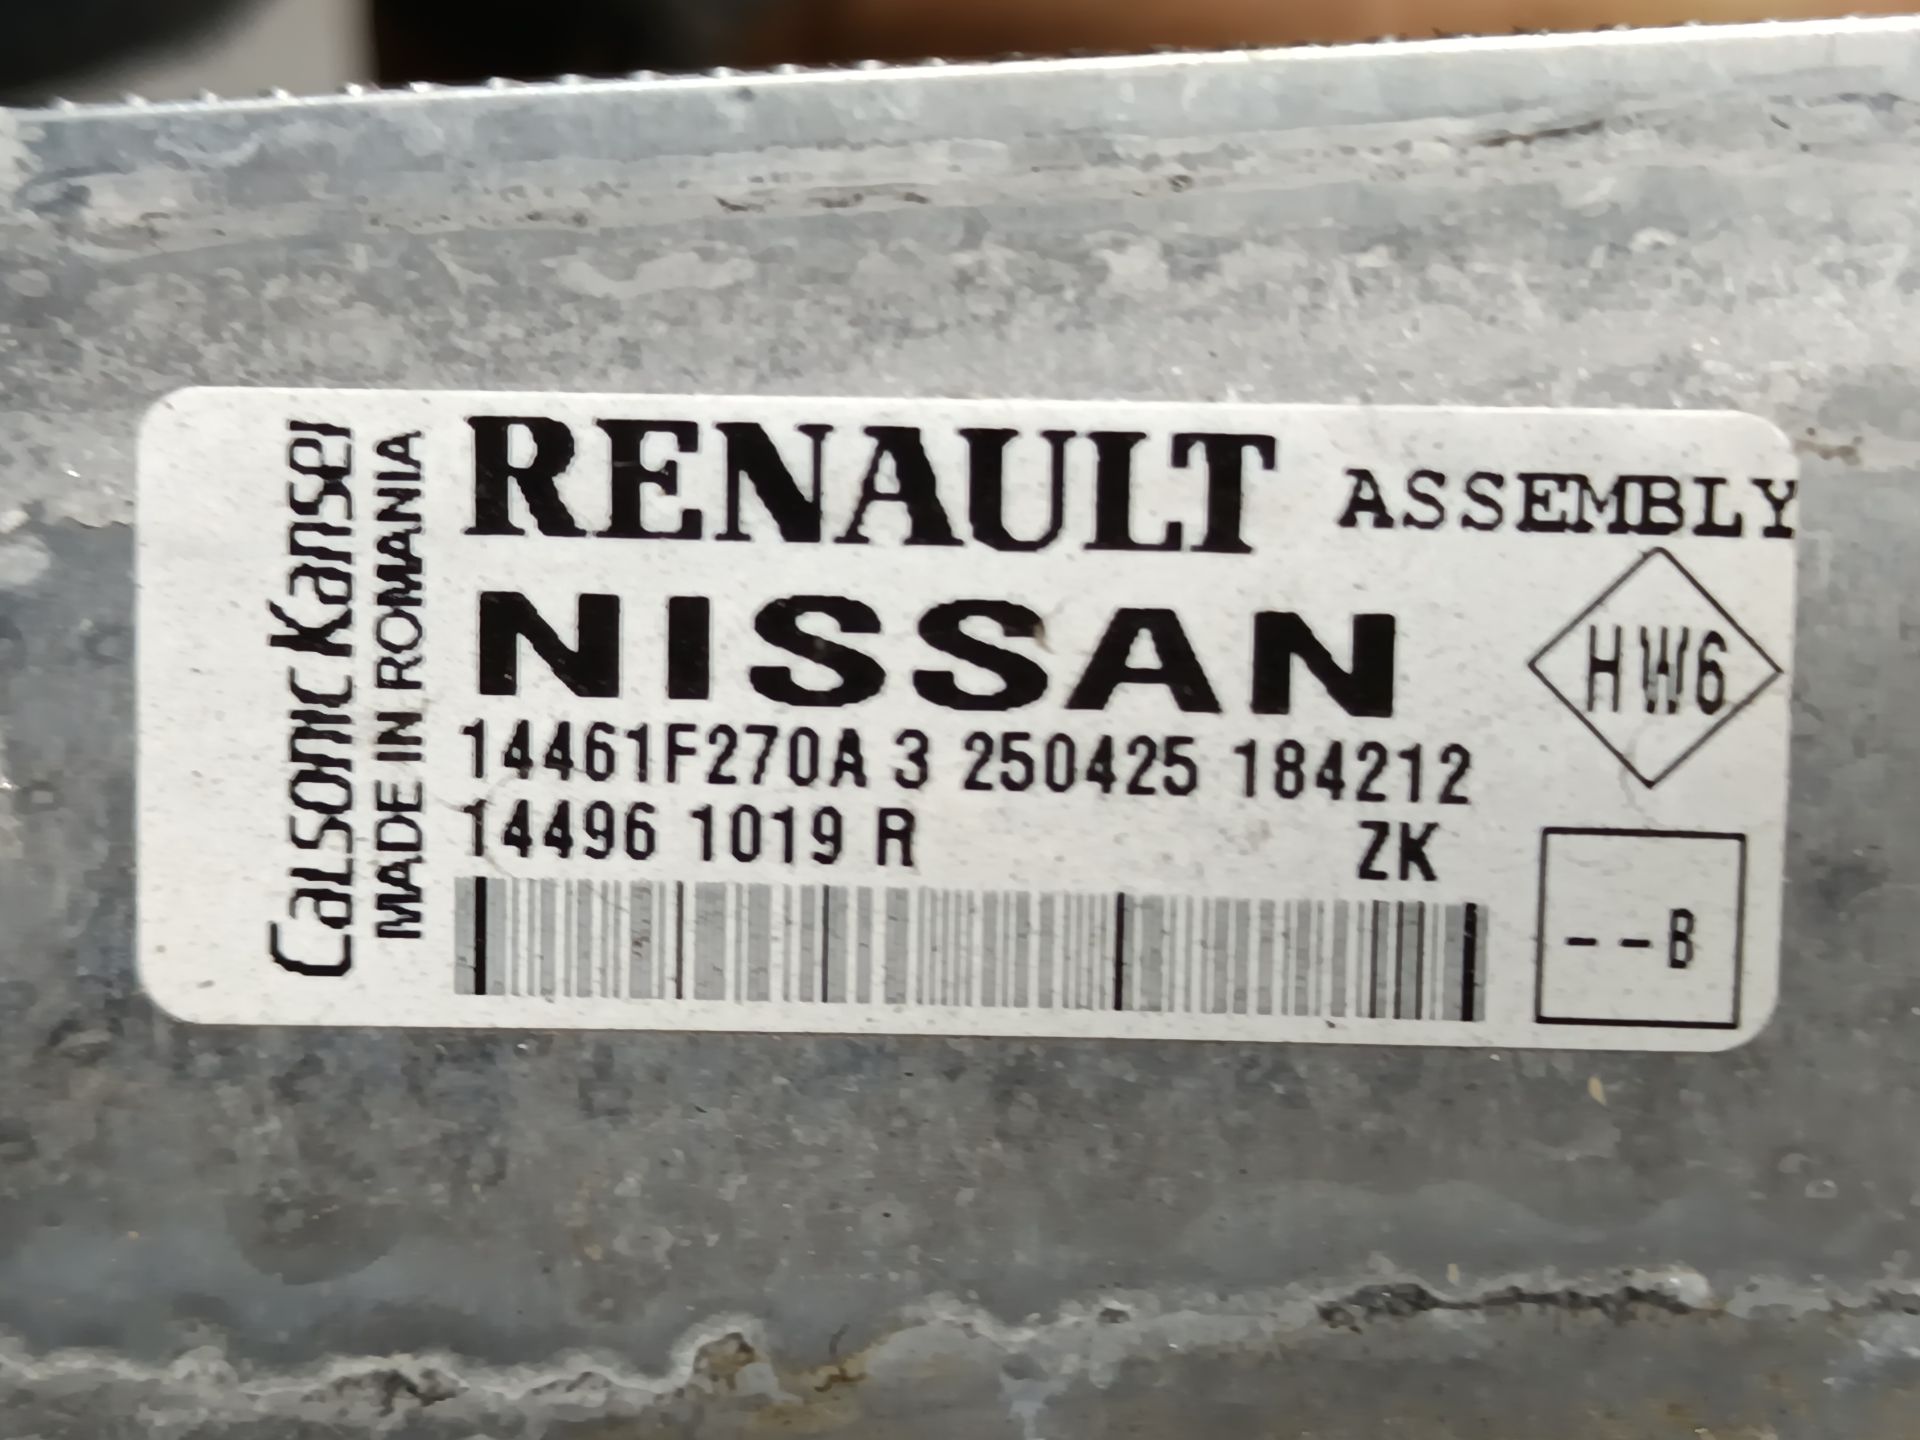 Calsonic Kansei
MADE IN ROMANIA
RENAULT ASSEMBLY
NISSAN
HW6
14461F270A 3 250425 184212
14496 1019 R ZK
--B